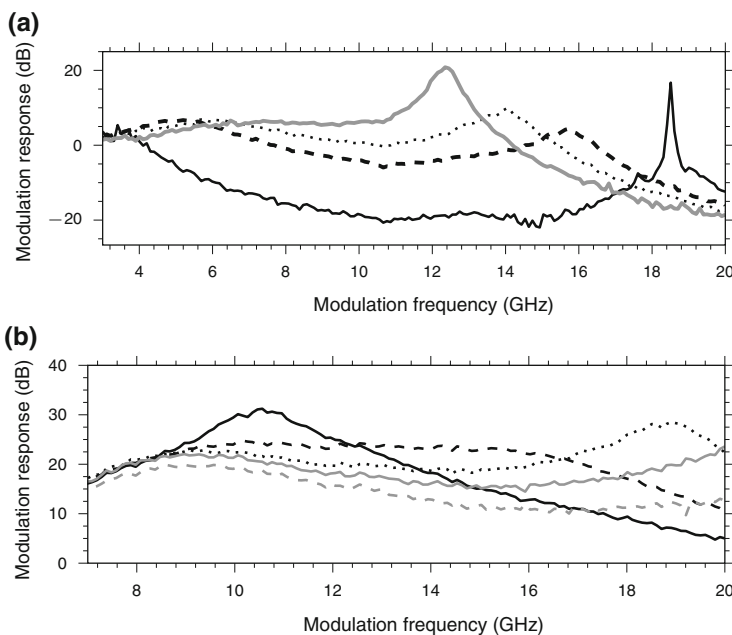 (a)
Modulation response (dB)
20
0
−20
4 6 8 10 12 14 16 18 20
Modulation frequency (GHz)
(b)
Modulation response (dB)
40
30
20
10
0
8 10 12 14 16 18 20
Modulation frequency (GHz)